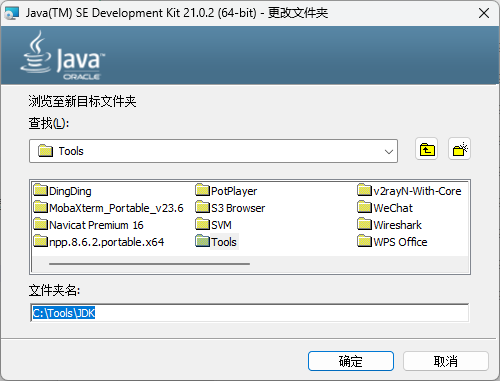 Java(TM) SE Development Kit 21.0.2 (64-bit) - 更改文件夹
Java
ORACLE
浏览至新目标文件夹
查找(L):
Tools
DingDing PotPlayer v2rayN-With-Core
MobaXterm_Portable_v23.6 S3 Browser WeChat
Navicat Premium 16 SVM Wireshark
npp.8.6.2.portable.x64 Tools WPS Office
文件夹名:
C:\Tools\JDK
确定 取消